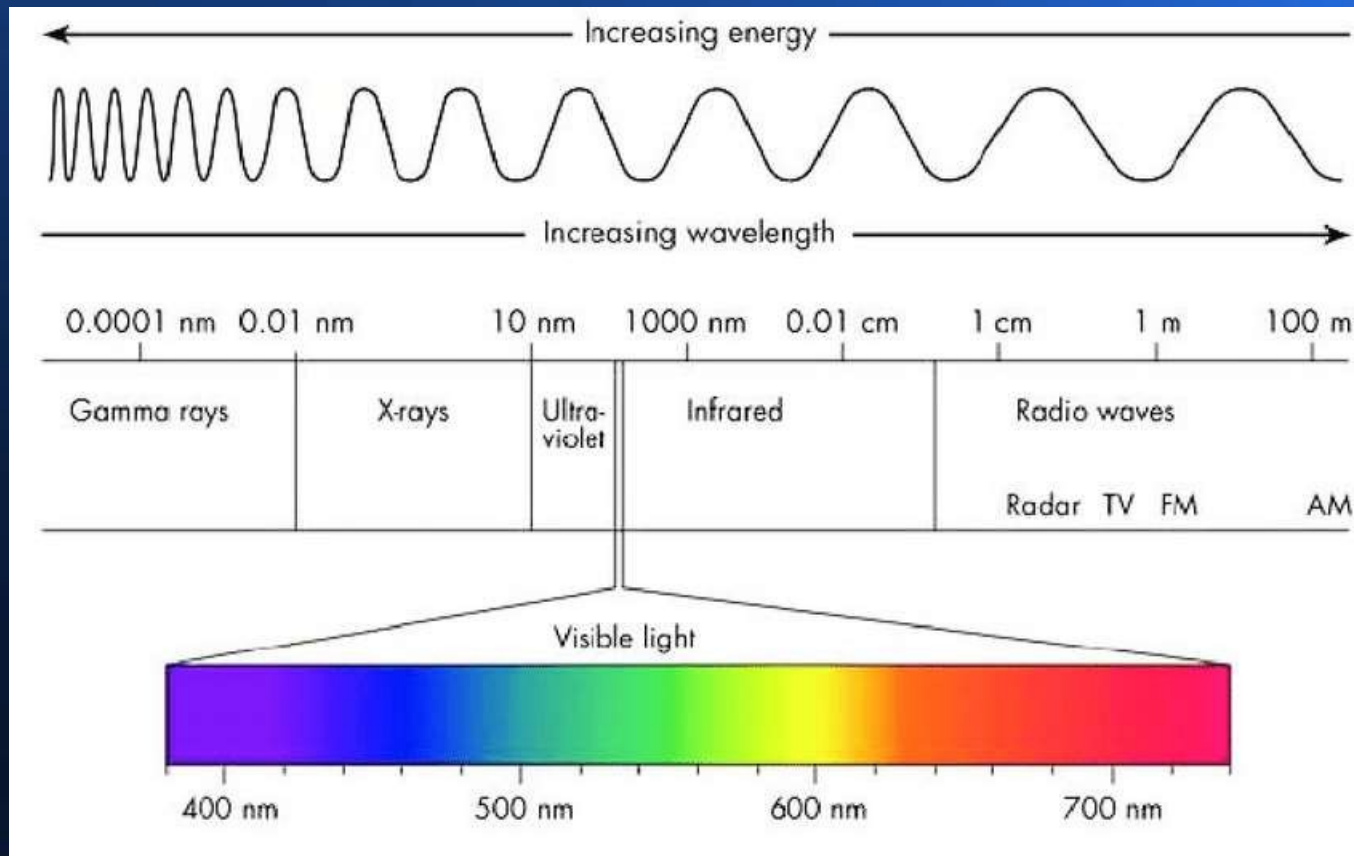 Increasing energy
Increasing wavelength
0.0001 nm 0.01 nm 10 nm 1000 nm 0.01 cm 1 cm 1 m 100 m
Gamma rays X-rays Ultra-
violet Infrared Radio waves
Radar TV FM AM
Visible light
400 nm 500 nm 600 nm 700 nm